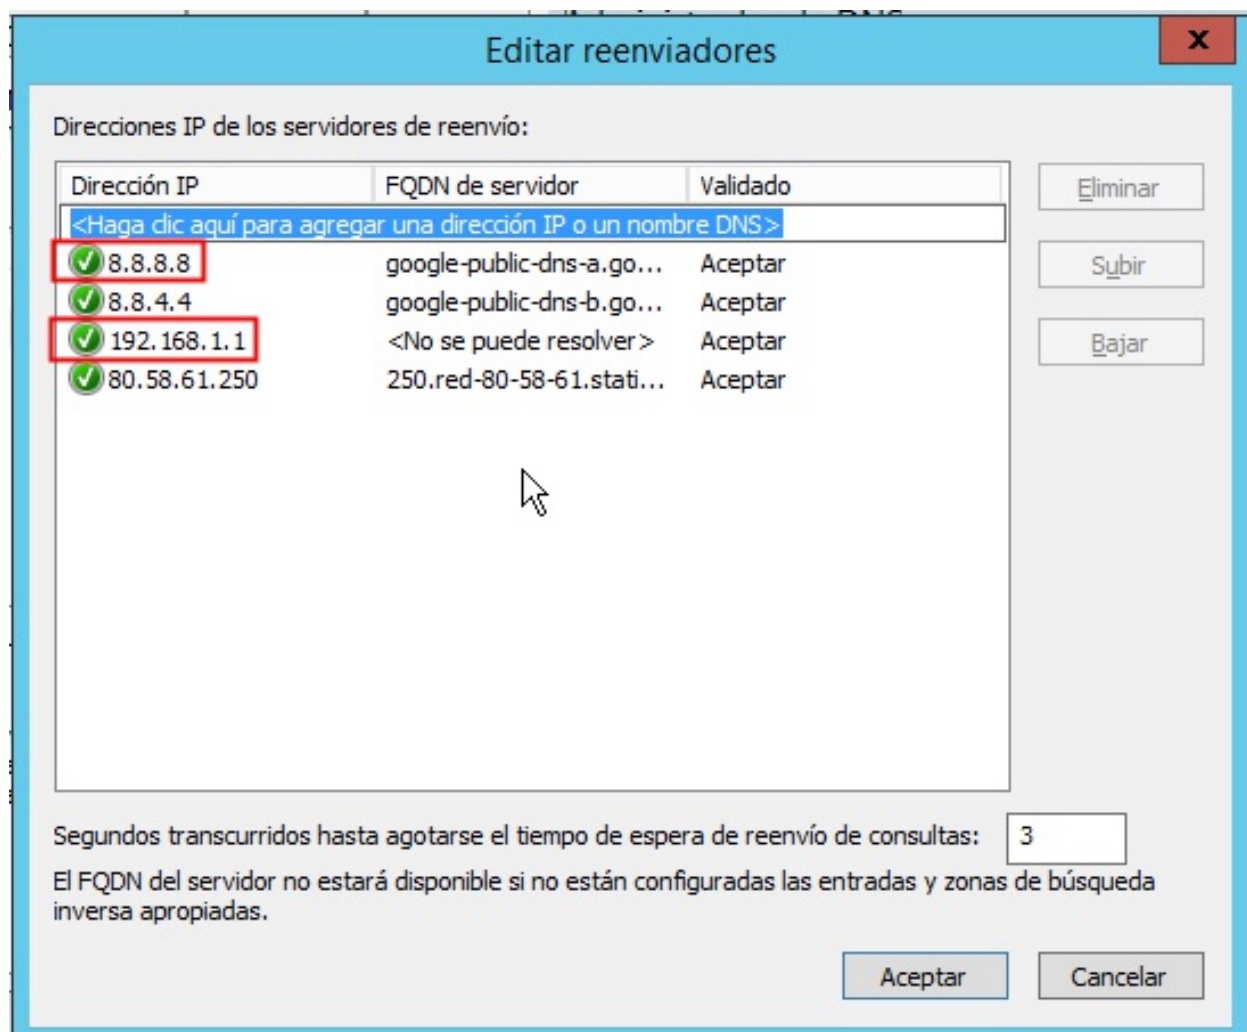 Editar reenviadores
x
Direcciones IP de los servidores de reenvío:
Dirección IP FQDN de servidor Validado
<Haga clic aquí para agregar una dirección IP o un nombre DNS>
8.8.8.8 google-public-dns-a.go... Aceptar
8.8.4.4 google-public-dns-b.go... Aceptar
192.168.1.1 <No se puede resolver> Aceptar
80.58.61.250 250.red-80-58-61.stati... Aceptar
Eliminar
Subir
Bajar
Segundos transcurridos hasta agotarse el tiempo de espera de reenvío de consultas: 3
El FQDN del servidor no estará disponible si no están configuradas las entradas y zonas de búsqueda
inversa apropiadas.
Aceptar Cancelar